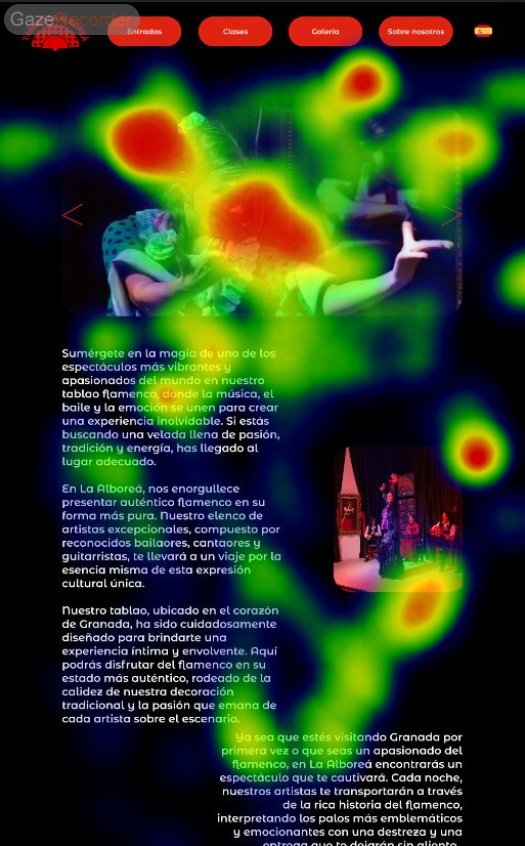 GazeRecorder
Entradas
Clases
Galería
Sobre nosotros
Sumérgete en la magia de uno de los
espectáculos más vibrantes y
apasionados del mundo en nuestro
tablao flamenco, donde la música, el
baile y la emoción se unen para crear
una experiencia inolvidable. Si estás
buscando una velada llena de pasión,
tradición y energía, has llegado al
lugar adecuado.
En La Alboreá, nos enorgullece
presentar auténtico flamenco en su
forma más pura. Nuestro elenco de
artistas excepcionales, compuesto por
reconocidos bailaores, cantaores y
guitarristas, te llevará a un viaje por la
esencia misma de esta expresión
cultural única.
Nuestro tablao, ubicado en el corazón
de Granada, ha sido cuidadosamente
diseñado para brindarte una
experiencia íntima y envolvente. Aquí
podrás disfrutar del flamenco en su
estado más auténtico, rodeado de la
calidez de nuestra decoración
tradicional y la pasión que emana de
cada artista sobre el escenario.
Ya sea que estés visitando Granada por
primera vez o que seas un apasionado del
flamenco, en La Alboreá encontrarás un
espectáculo que te cautivará. Cada noche,
nuestros artistas te transportarán a través
de la rica historia del flamenco,
interpretando los palos más emblemáticos
y emocionantes con una destreza y una
entrega que te dejarán sin aliento.